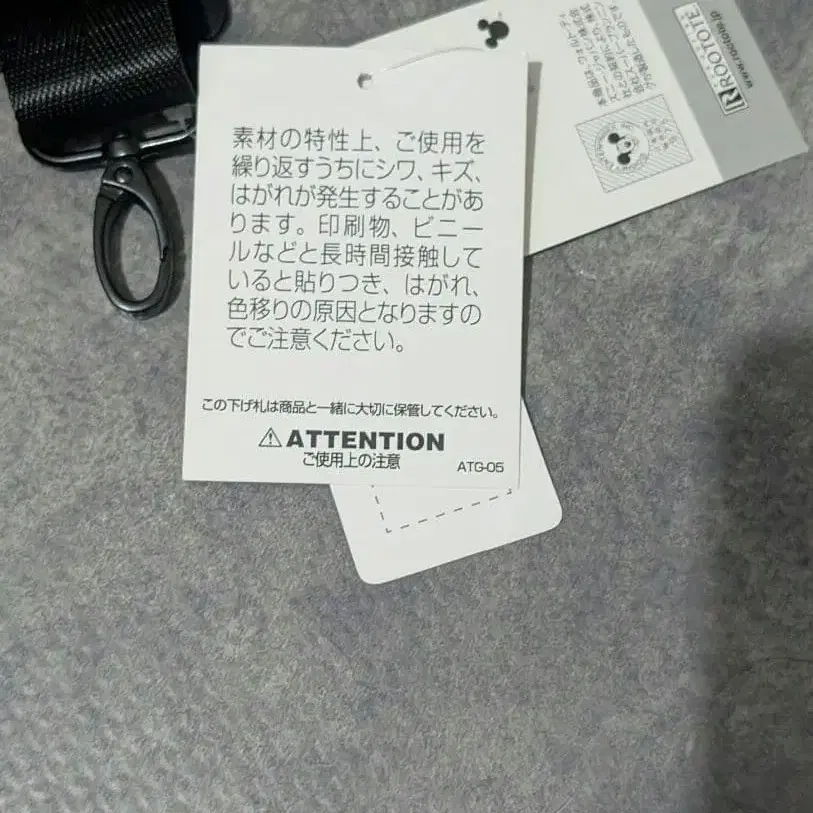 素材の特性上、ご使用を
繰り返すうちにシワ、キズ、
はがれが発生することがあ
ります。印刷物、ビニー
ルなどと長時間接触して
いると貼りつき、はがれ、
色移りの原因となりますの
でご注意ください。
この下げ札は商品と一緒に大切に保管してください。
⚠ATTENTION
ご使用上の注意
ATG-05
ROOTOTE
www.rootote.jp